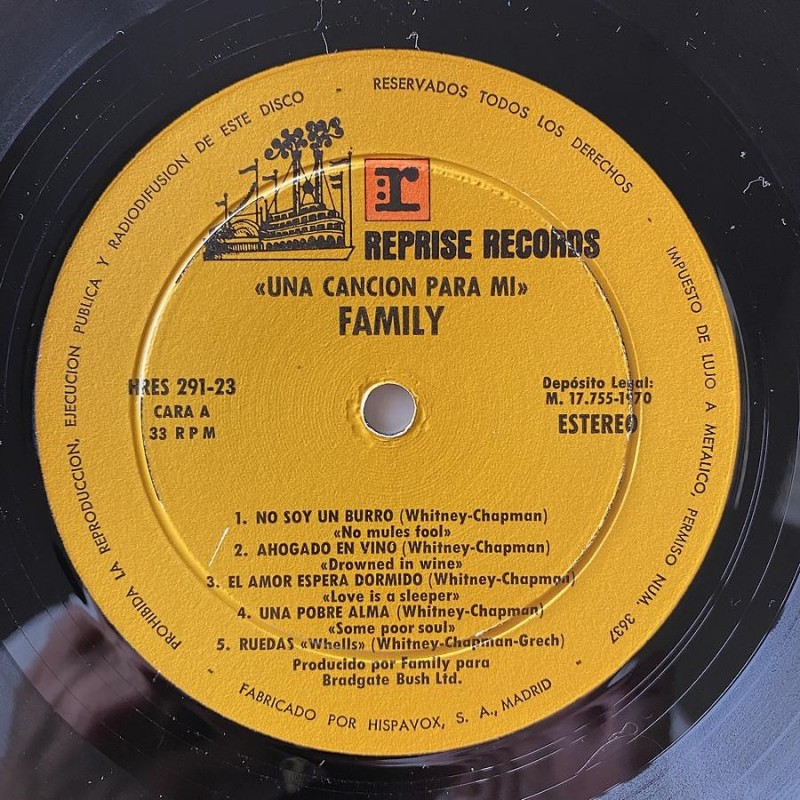 PROHIBIDA LA REPRODUCCION, EJECUCION PUBLICA Y RADIODIFUSION DE ESTE DISCO - RESERVADOS TODOS LOS DERECHOS
IMPUESTO DE LUJO A METALICO, PERMISO NUM. 3637
r
REPRISE RECORDS
«UNA CANCION PARA MI»
FAMILY
HRES 291-23
CARA A
33 RPM
Depósito Legal:
M. 17.755-1970
ESTEREO
1. NO SOY UN BURRO (Whitney-Chapman)
«No mules fool»
2. AHOGADO EN VINO (Whitney-Chapman)
«Drowned in wine»
3. EL AMOR ESPERA DORMIDO (Whitney-Chapman)
«Love is a sleeper»
4. UNA POBRE ALMA (Whitney-Chapman)
«Some poor soul»
5. RUEDAS «Whells» (Whitney-Chapman-Grech)
Producido por Family para
Bradgate Bush Ltd.
- FABRICADO POR HISPAVOX, S. A., MADRID -